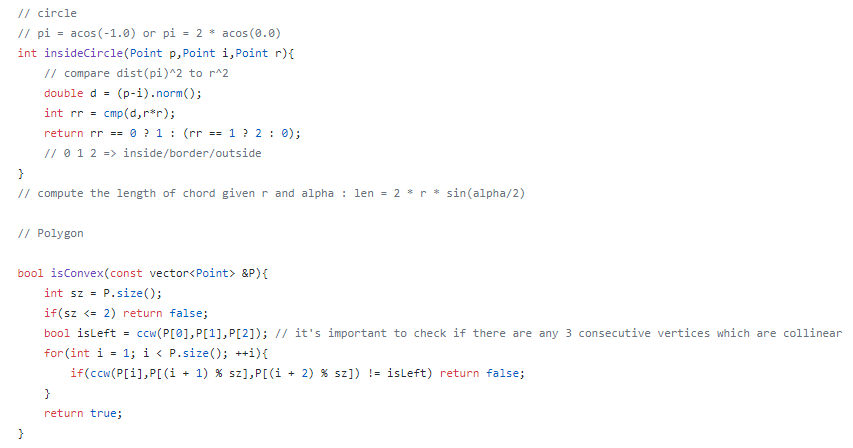 // circle
// pi = acos(-1.0) or pi = 2 * acos(0.0)
int insideCircle(Point p,Point i,Point r){
    // compare dist(pi)^2 to r^2
    double d = (p-i).norm();
    int rr = cmp(d,r*r);
    return rr == 0 ? 1 : (rr == 1 ? 2 : 0);
    // 0 1 2 => inside/border/outside
}
// compute the length of chord given r and alpha : len = 2 * r * sin(alpha/2)
// Polygon
bool isConvex(const vector<Point> &P){
    int sz = P.size();
    if(sz <= 2) return false;
    bool isLeft = ccw(P[0],P[1],P[2]); // it's important to check if there are any 3 consecutive vertices which are collinear
    for(int i = 1; i < P.size(); ++i){
        if(ccw(P[i],P[(i + 1) % sz],P[(i + 2) % sz]) != isLeft) return false;
    }
    return true;
}